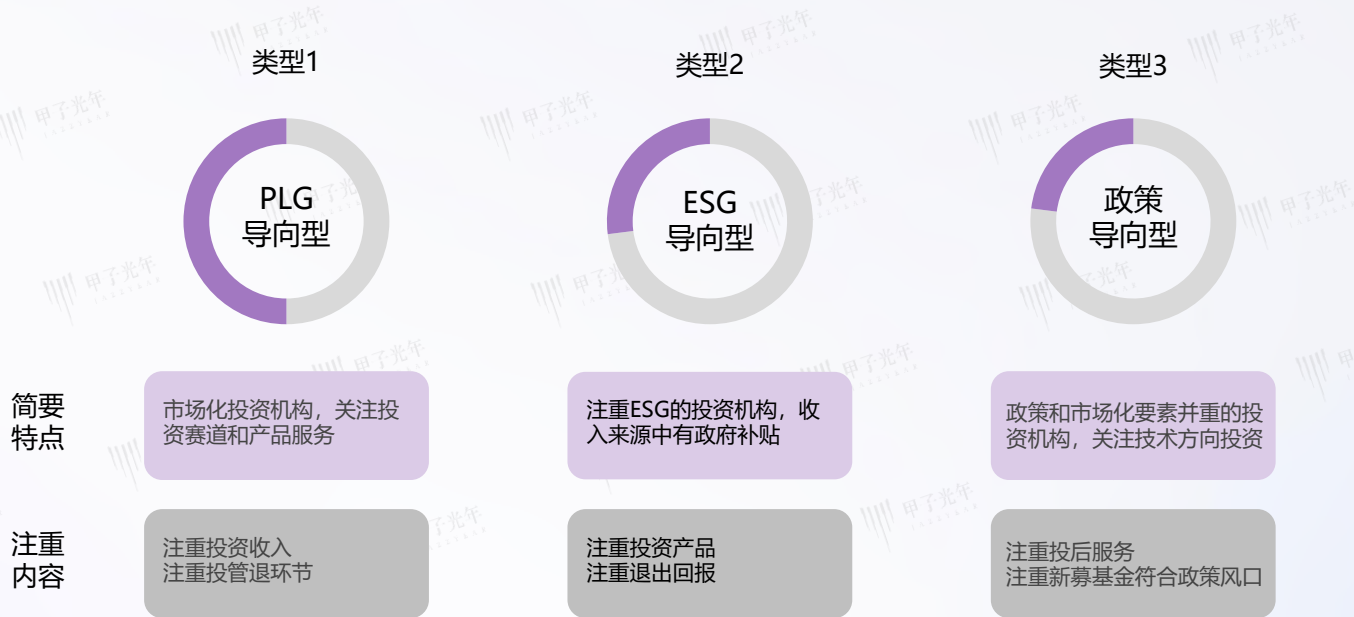 类型1
类型2
类型3
PLG
导向型
ESG
导向型
政策
导向型
简要
特点
市场化投资机构，关注投
资赛道和产品服务
注重ESG的投资机构，收
入来源中有政府补贴
政策和市场化要素并重的投
资机构，关注技术方向投资
注重
内容
注重投资收入
注重投管退环节
注重投资产品
注重退出回报
注重投后服务
注重新募基金符合政策风口
甲子光年